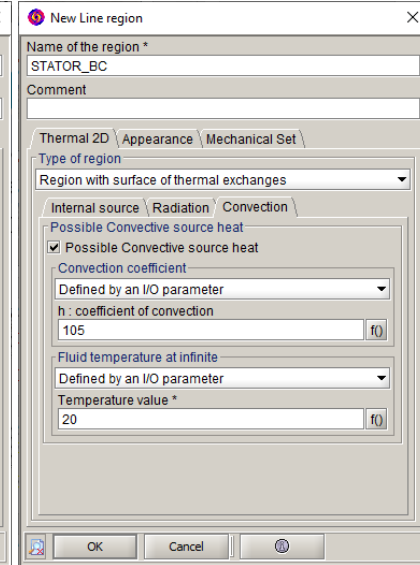 New Line region
Name of the region *
STATOR_BC
Comment
Thermal 2D Appearance Mechanical Set
Type of region
Region with surface of thermal exchanges
Internal source Radiation Convection
Possible Convective source heat
Possible Convective source heat
Convection coefficient
Defined by an I/O parameter
h : coefficient of convection
105 f()
Fluid temperature at infinite
Defined by an I/O parameter
Temperature value *
20 f()
OK Cancel